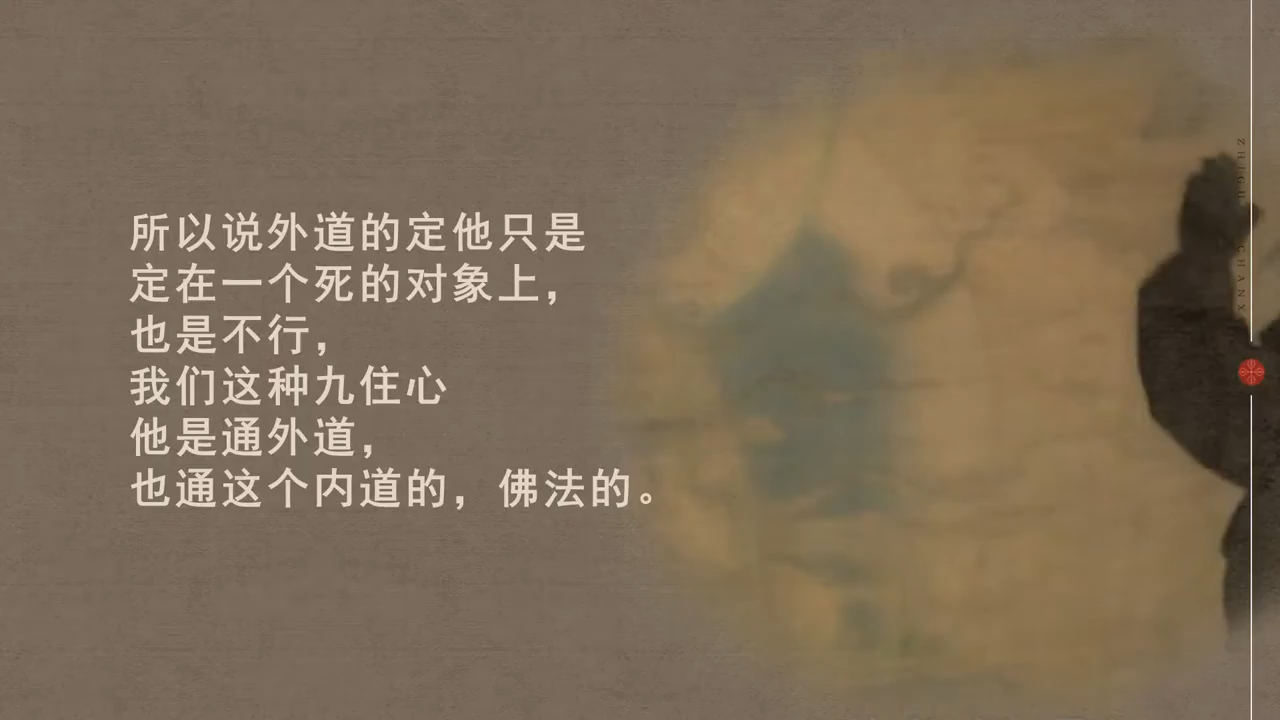 所以说外道的定他只是
定在一个死的对象上，
也是不行，
我们这种九住心
他是通外道，
也通这个内道的，佛法的。